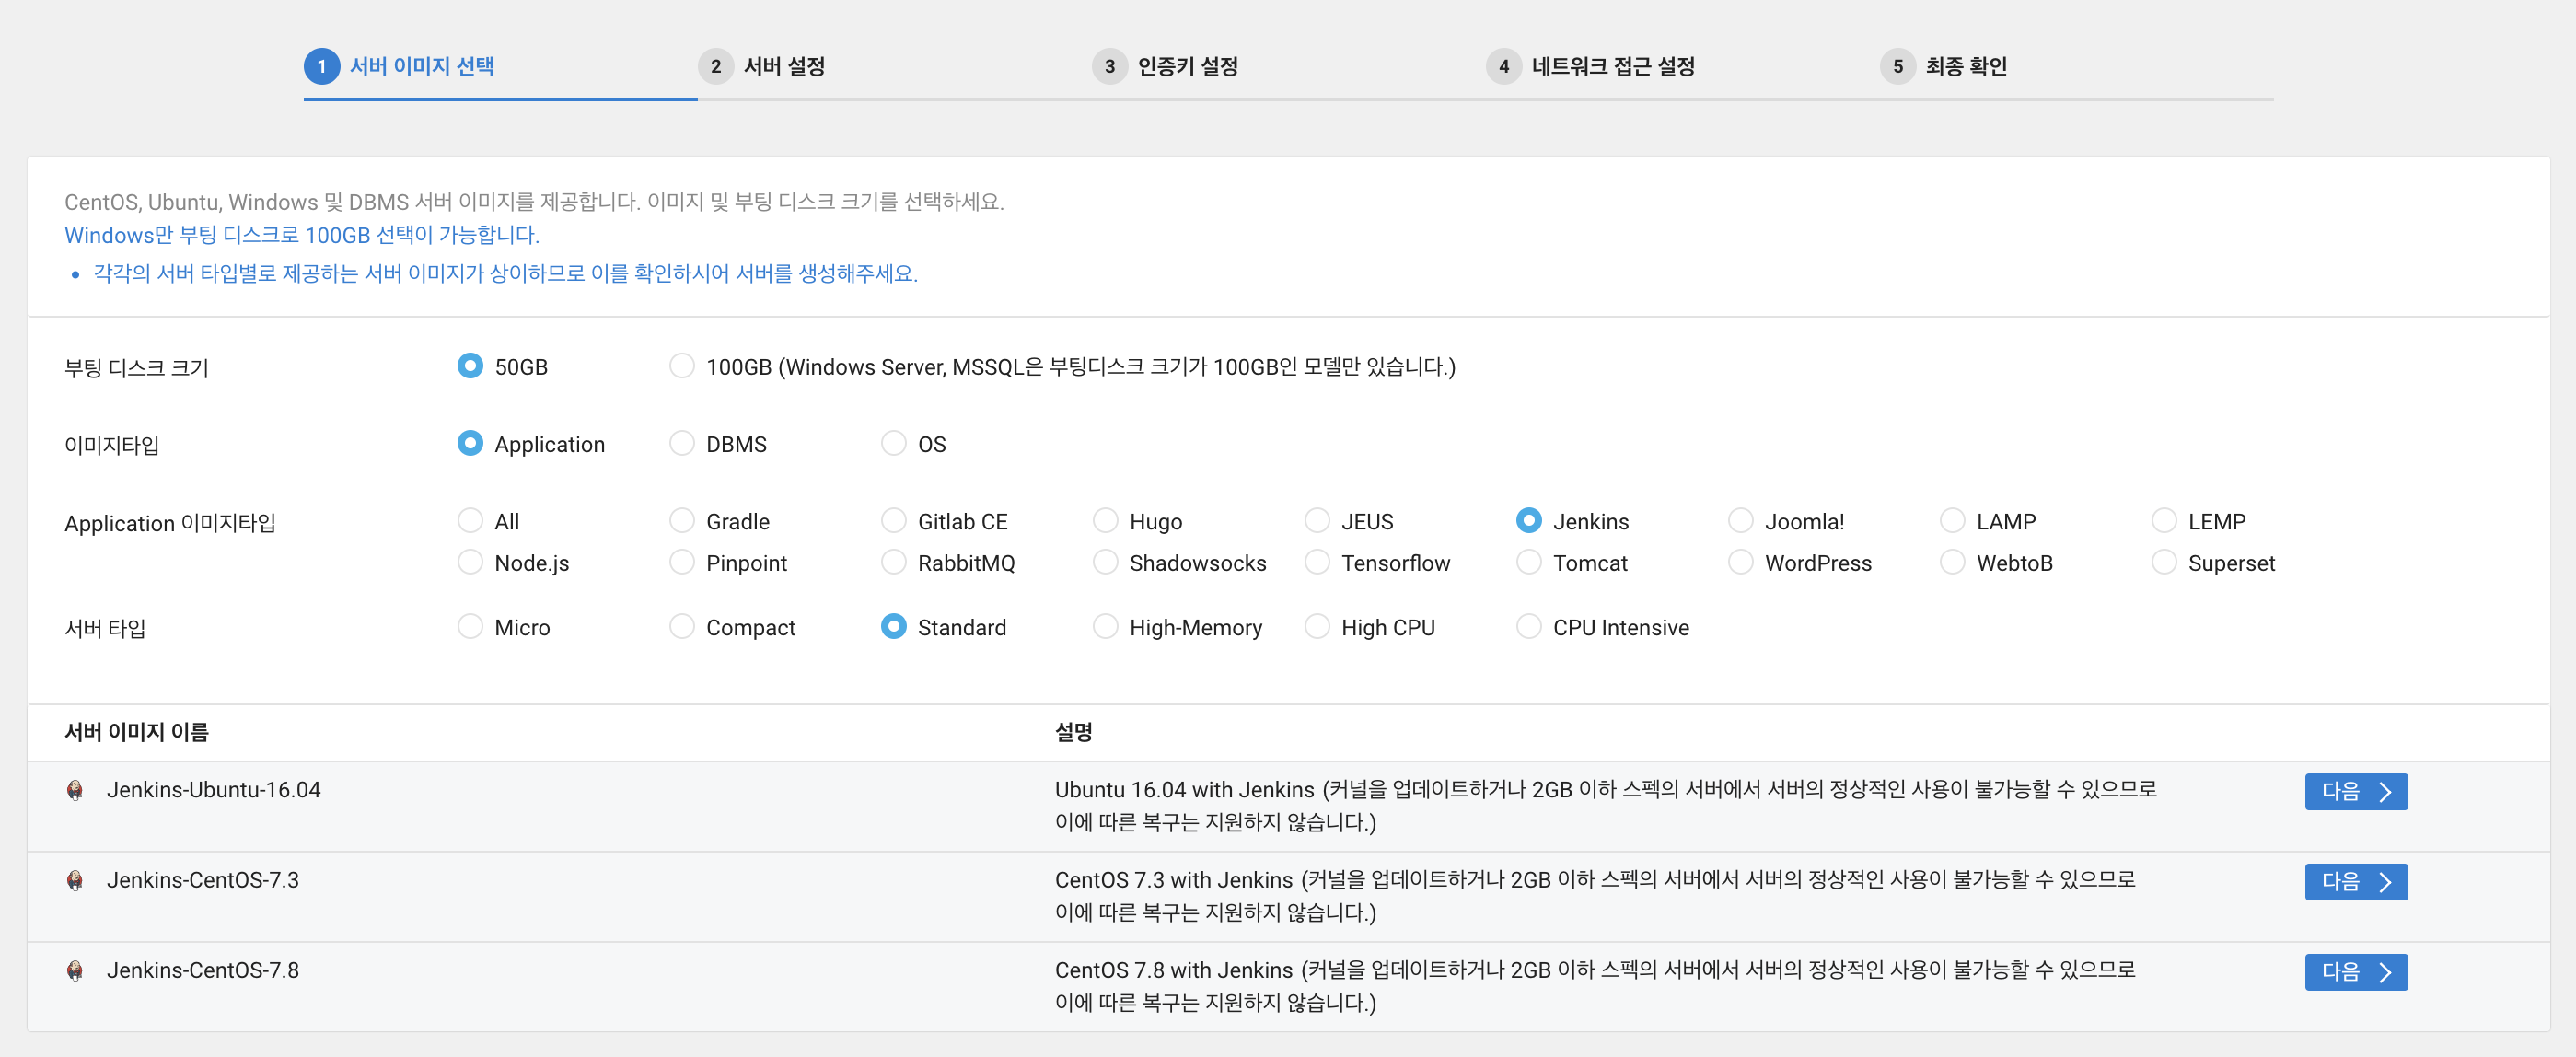 1 서버 이미지 선택
2 서버 설정
3 인증키 설정
4 네트워크 접근 설정
5 최종 확인
CentOS, Ubuntu, Windows 및 DBMS 서버 이미지를 제공합니다. 이미지 및 부팅 디스크 크기를 선택하세요.
Windows만 부팅 디스크로 100GB 선택이 가능합니다.
• 각각의 서버 타입별로 제공하는 서버 이미지가 상이하므로 이를 확인하시어 서버를 생성해주세요.
부팅 디스크 크기 50GB 100GB (Windows Server, MSSQL은 부팅디스크 크기가 100GB인 모델만 있습니다.)
이미지타입 Application DBMS OS
Application 이미지타입 All Gradle Gitlab CE Hugo JEUS Jenkins Joomla! LAMP LEMP
Node.js Pinpoint RabbitMQ Shadowsocks Tensorflow Tomcat WordPress WebtoB Superset
서버 타입 Micro Compact Standard High-Memory High CPU CPU Intensive
서버 이미지 이름 설명
Jenkins-Ubuntu-16.04 Ubuntu 16.04 with Jenkins (커널을 업데이트하거나 2GB 이하 스펙의 서버에서 서버의 정상적인 사용이 불가능할 수 있으므로 다음
이에 따른 복구는 지원하지 않습니다.)
Jenkins-CentOS-7.3 CentOS 7.3 with Jenkins (커널을 업데이트하거나 2GB 이하 스펙의 서버에서 서버의 정상적인 사용이 불가능할 수 있으므로 다음
이에 따른 복구는 지원하지 않습니다.)
Jenkins-CentOS-7.8 CentOS 7.8 with Jenkins (커널을 업데이트하거나 2GB 이하 스펙의 서버에서 서버의 정상적인 사용이 불가능할 수 있으므로 다음
이에 따른 복구는 지원하지 않습니다.)